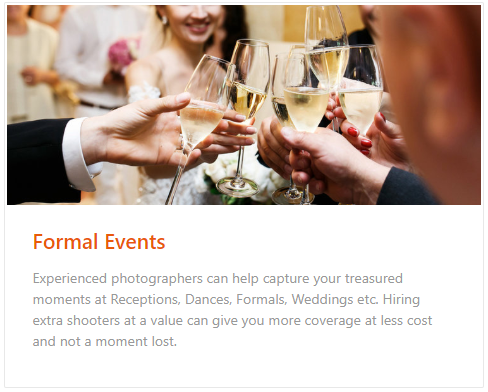 Formal Events
Experienced photographers can help capture your treasured
moments at Receptions, Dances, Formals, Weddings etc. Hiring
extra shooters at a value can give you more coverage at less cost
and not a moment lost.